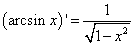 (arcsin x)' = 1/√(1-x²)